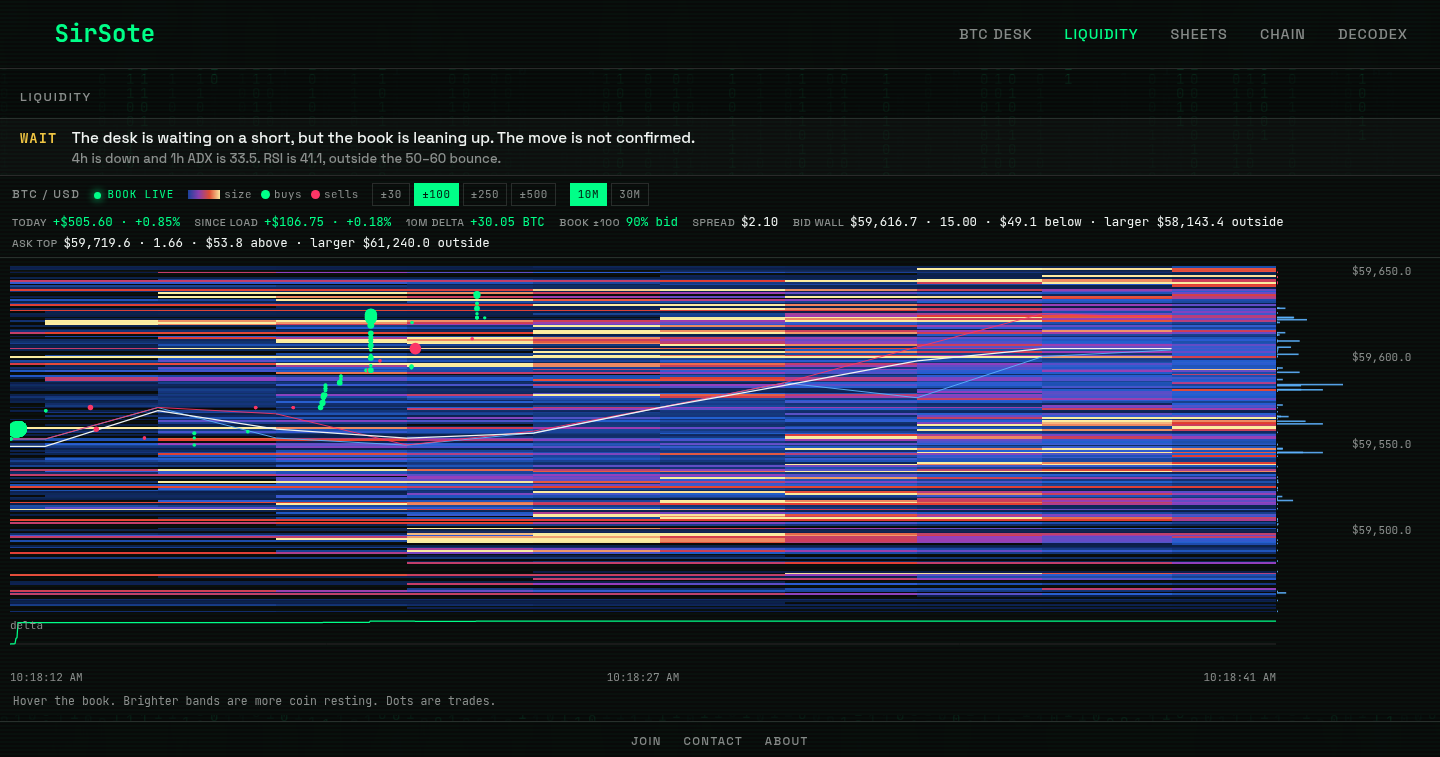 SirSote
BTC DESK LIQUIDITY SHEETS CHAIN DECODEX
LIQUIDITY
WAIT The desk is waiting on a short, but the book is leaning up. The move is not confirmed.
4h is down and 1h ADX is 33.5. RSI is 41.1, outside the 50–60 bounce.
BTC / USD BOOK LIVE size buys sells ±30 ±100 ±250 ±500 10M 30M
TODAY +$505.60 · +0.85% SINCE LOAD +$106.75 · +0.18% 10M DELTA +30.05 BTC BOOK ±100 90% bid SPREAD $2.10 BID WALL $59,616.7 · 15.00 · $49.1 below · larger $58,143.4 outside
ASK TOP $59,719.6 · 1.66 · $53.8 above · larger $61,240.0 outside
$59,650.0
$59,600.0
$59,550.0
$59,500.0
delta
10:18:12 AM 10:18:27 AM 10:18:41 AM
Hover the book. Brighter bands are more coin resting. Dots are trades.
JOIN CONTACT ABOUT